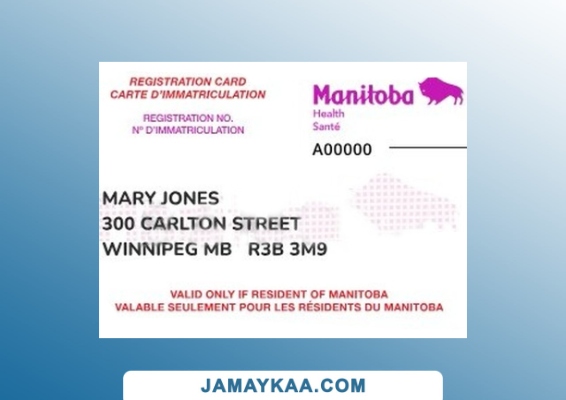 REGISTRATION CARD
CARTE D'IMMATRICULATION
REGISTRATION NO.
N° D'IMMATRICULATION
Manitoba
Health
Santé
A00000
MARY JONES
300 CARLTON STREET
WINNIPEG MB R3B 3M9
VALID ONLY IF RESIDENT OF MANITOBA
VALABLE SEULEMENT POUR LES RÉSIDENTS DU MANITOBA
JAMAYKAA.COM